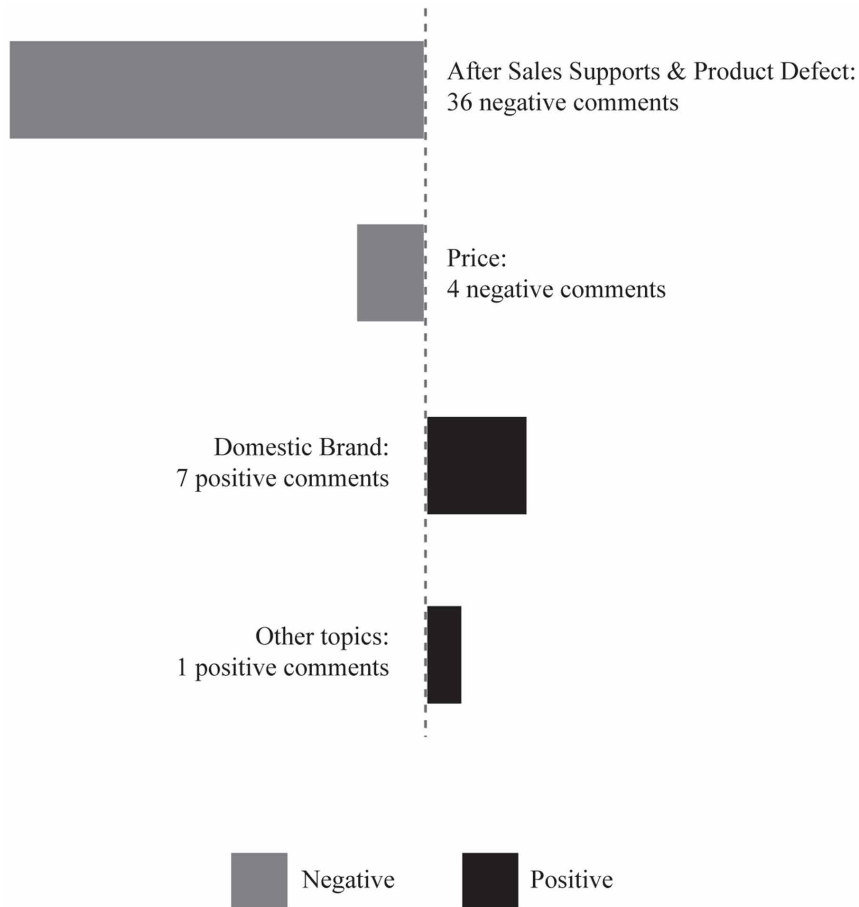 After Sales Supports & Product Defect:
36 negative comments
Price:
4 negative comments
Domestic Brand:
7 positive comments
Other topics:
1 positive comments
Negative
Positive